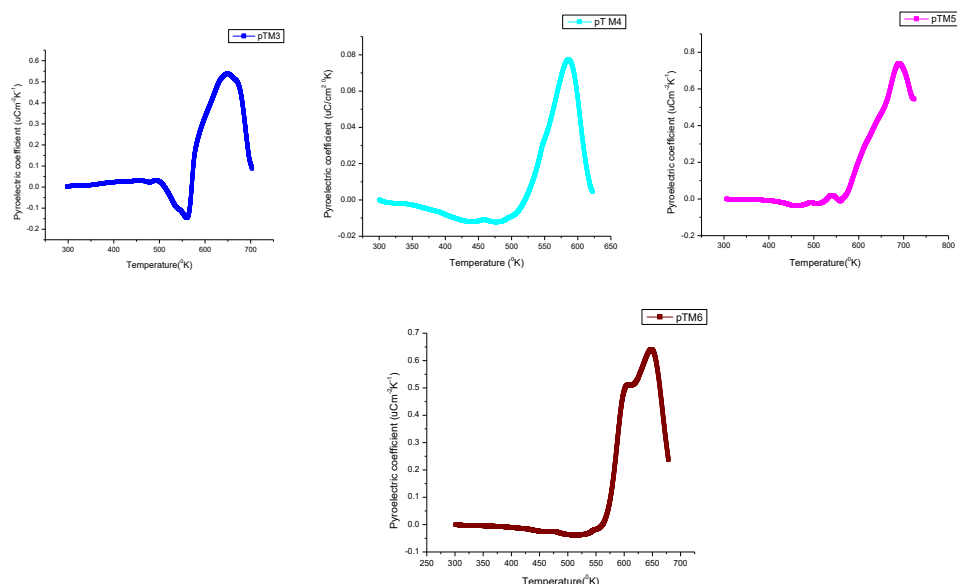 pTM3
Pyroelectric coefficient (uCm⁻²K⁻¹)
0.6
0.5
0.4
0.3
0.2
0.1
0.0
-0.1
-0.2
300 400 500 600 700
Temperature(⁰K)
pT M4
Pyroelectric coefficient (uC/cm² ⁰K)
0.08
0.06
0.04
0.02
0.00
-0.02
300 350 400 450 500 550 600 650
Temperature (⁰K)
pTM5
Pyroelectric coefficient (uCm⁻²K⁻¹)
0.8
0.6
0.4
0.2
0.0
-0.2
300 400 500 600 700 800
Temperature(⁰K)
pTM6
Pyroelectric coefficient (uCm⁻²K⁻¹)
0.7
0.6
0.5
0.4
0.3
0.2
0.1
0.0
-0.1
250 300 350 400 450 500 550 600 650 700
Temperature(⁰K)